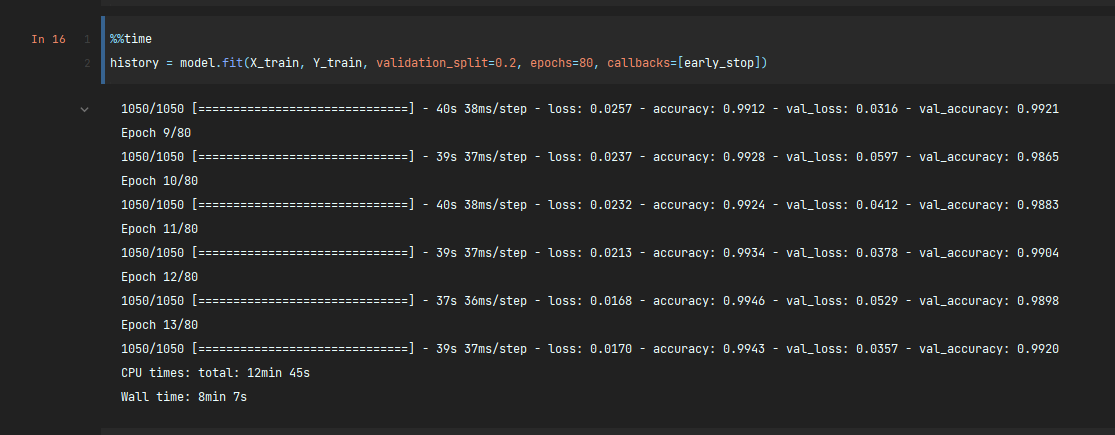 In 16
1 %%time
2 history = model.fit(X_train, Y_train, validation_split=0.2, epochs=80, callbacks=[early_stop])
1050/1050 [==============================] - 40s 38ms/step - loss: 0.0257 - accuracy: 0.9912 - val_loss: 0.0316 - val_accuracy: 0.9921
Epoch 9/80
1050/1050 [==============================] - 39s 37ms/step - loss: 0.0237 - accuracy: 0.9928 - val_loss: 0.0597 - val_accuracy: 0.9865
Epoch 10/80
1050/1050 [==============================] - 40s 38ms/step - loss: 0.0232 - accuracy: 0.9924 - val_loss: 0.0412 - val_accuracy: 0.9883
Epoch 11/80
1050/1050 [==============================] - 39s 37ms/step - loss: 0.0213 - accuracy: 0.9934 - val_loss: 0.0378 - val_accuracy: 0.9904
Epoch 12/80
1050/1050 [==============================] - 37s 36ms/step - loss: 0.0168 - accuracy: 0.9946 - val_loss: 0.0529 - val_accuracy: 0.9898
Epoch 13/80
1050/1050 [==============================] - 39s 37ms/step - loss: 0.0170 - accuracy: 0.9943 - val_loss: 0.0357 - val_accuracy: 0.9920
CPU times: total: 12min 45s
Wall time: 8min 7s